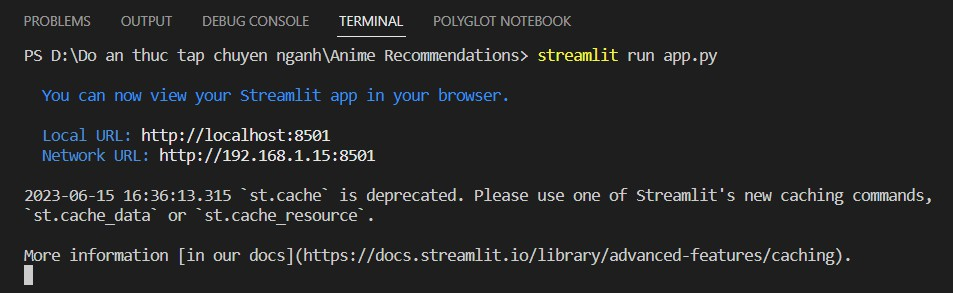 PROBLEMS OUTPUT DEBUG CONSOLE TERMINAL POLYGLOT NOTEBOOK
PS D:\Do an thuc tap chuyen nganh\Anime Recommendations> streamlit run app.py
You can now view your Streamlit app in your browser.
Local URL: http://localhost:8501
Network URL: http://192.168.1.15:8501
2023-06-15 16:36:13.315 `st.cache` is deprecated. Please use one of Streamlit's new caching commands,
`st.cache_data` or `st.cache_resource`.
More information [in our docs](https://docs.streamlit.io/library/advanced-features/caching).